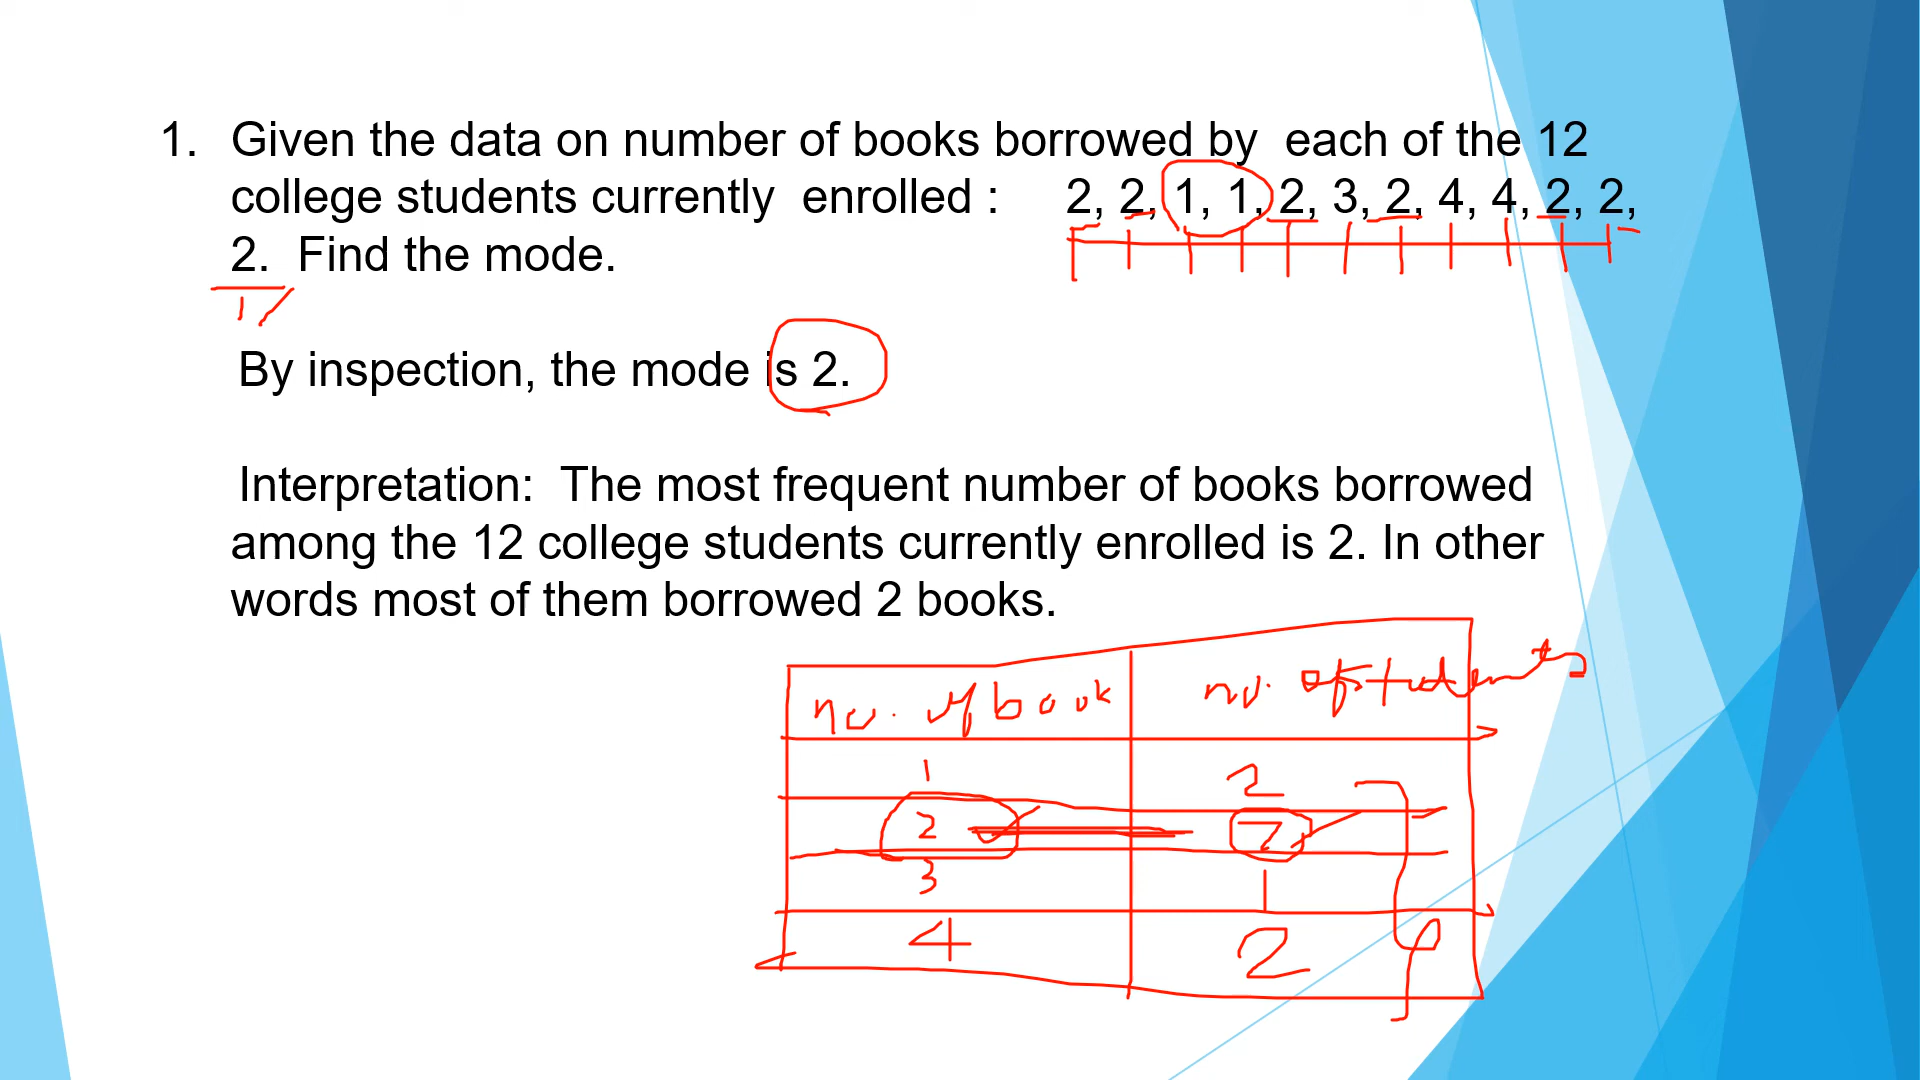 1. Given the data on number of books borrowed by each of the 12
college students currently enrolled : 2, 2, 1, 1, 2, 3, 2, 4, 4, 2, 2,
2. Find the mode.
By inspection, the mode is 2.
Interpretation: The most frequent number of books borrowed
among the 12 college students currently enrolled is 2. In other
words most of them borrowed 2 books.
no. of book no. of students
1 2
2 7
3 1
4 2